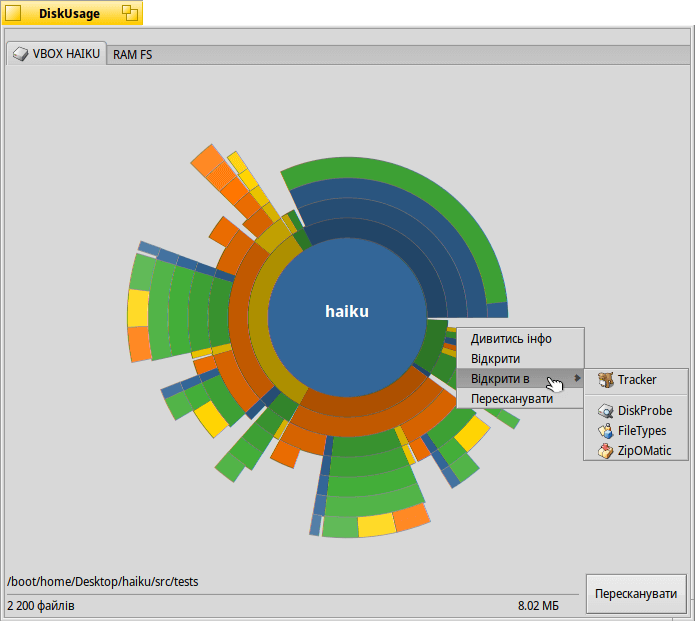 DiskUsage
VBOX HAIKU
RAM FS
haiku
Дивитись інфо
Відкрити
Відкрити в
Пересканувати
Tracker
DiskProbe
FileTypes
ZipOMatic
/boot/home/Desktop/haiku/src/tests
2 200 файлів
8.02 МБ
Пересканувати